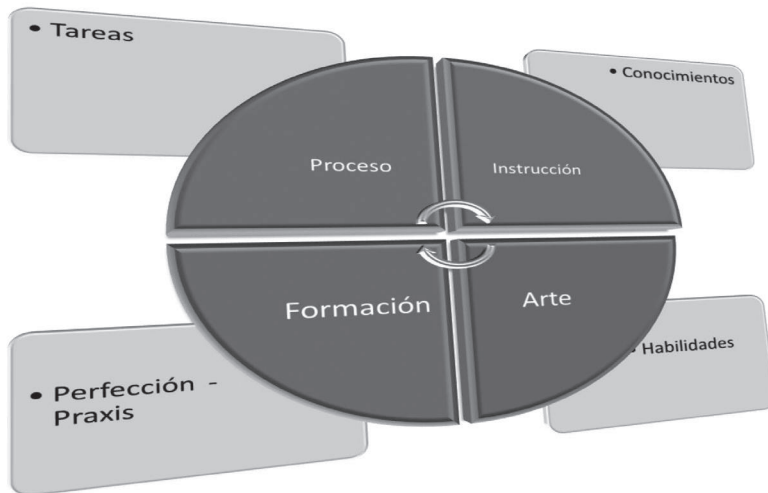 • Tareas
• Conocimientos
Proceso
Instrucción
Formación
Arte
• Perfección -
Praxis
• Habilidades